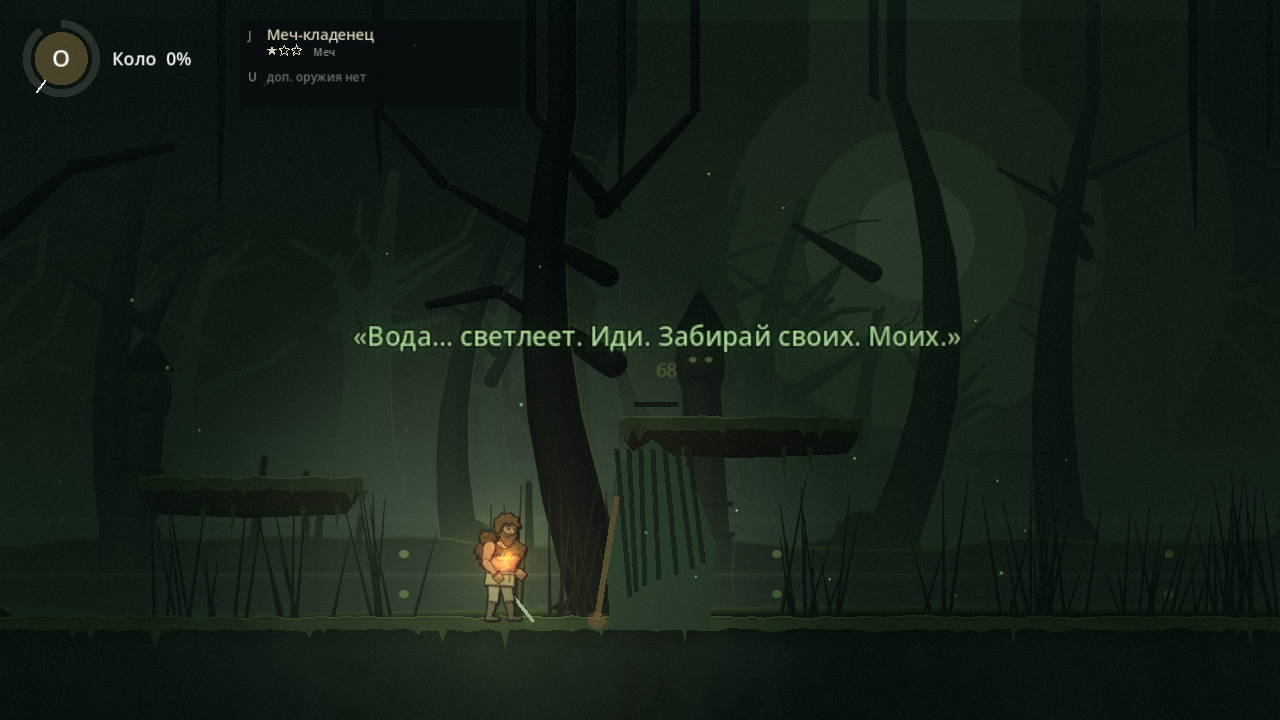 О
Коло 0%
J Меч-кладенец
Меч
U доп. оружия нет
«Вода... светлеет. Иди. Забирай своих. Моих.»
68